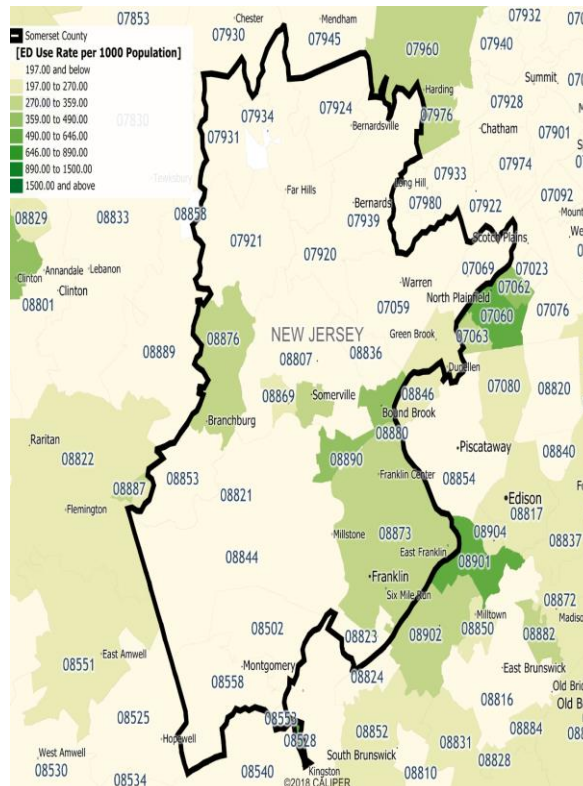 Somerset County
[ED Use Rate per 1000 Population]
197.00 and below
197.00 to 270.00
270.00 to 359.00
359.00 to 490.00
490.00 to 646.00
646.00 to 890.00
890.00 to 1500.00
1500.00 and above
07853
Chester
Mendham
07932
07930
07945
07960
07940
Summit
Harding
07830
07934
07924
07976
07928
07931
Bernardsville
Chatham
07901
Tewksbury
07933
07974
Far Hills
Long Hill
07092
08829
08833
08858
Bernards
07980
07922
07939
Scotch Plains
07921
07920
07069
07023
Clinton
Annandale
Lebanon
Warren
07062
08801
Clinton
07059
North Plainfield
07060
07076
08876
NEW JERSEY
Green Brook
07063
08889
08807
08836
Dunellen
08869
Somerville
08846
07080
08820
Branchburg
Bound Brook
Raritan
08880
Piscataway
08822
08890
08840
08887
08853
Franklin Center
08854
08821
Edison
Flemington
08817
Millstone
08873
08904
08837
08844
East Franklin
08901
Franklin
Six Mile Run
08872
08502
08823
08902
Milltown
08850
08882
East Amwell
Montgomery
08551
08558
08824
East Brunswick
08816
08525
08553
08528
08852
08884
Hopewell
08831
West Amwell
South Brunswick
08828
08530
08534
08540
Kingston
08810
©2018 CALIPER